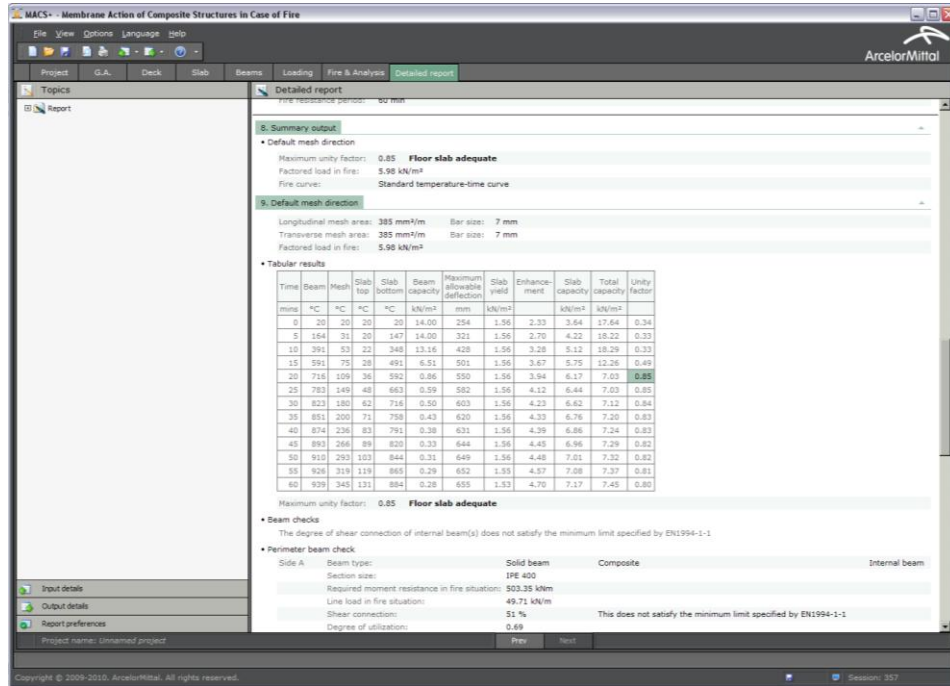 MACS+ - Membrane Action of Composite Structures in Case of Fire
File View Options Language Help
ArcelorMittal
Project G.A. Deck Slab Beams Loading Fire & Analysis Detailed report
Topics
Report
Detailed report
Fire resistance period: 60 min
8. Summary output
• Default mesh direction
Maximum unity factor: 0.85 Floor slab adequate
Factored load in fire: 5.98 kN/m²
Fire curve: Standard temperature-time curve
9. Default mesh direction
Longitudinal mesh area: 385 mm²/m Bar size: 7 mm
Transverse mesh area: 385 mm²/m Bar size: 7 mm
Factored load in fire: 5.98 kN/m²
• Tabular results
Time Beam Mesh Slab top Slab bottom Beam capacity Maximum allowable deflection Slab yield Enhance-ment Slab capacity Total capacity Unity factor
mins °C °C °C °C kN/m² mm kN/m² kN/m² kN/m²
0 20 20 20 20 14.00 254 1.56 2.33 3.64 17.64 0.34
5 164 31 20 147 14.00 321 1.56 2.70 4.22 18.22 0.33
10 391 53 22 348 13.16 428 1.56 3.28 5.12 18.29 0.33
15 591 75 28 491 6.51 501 1.56 3.67 5.75 12.26 0.49
20 716 109 36 592 0.86 550 1.56 3.94 6.17 7.03 0.85
25 783 149 48 663 0.59 582 1.56 4.12 6.44 7.03 0.85
30 823 180 62 716 0.50 603 1.56 4.23 6.62 7.12 0.84
35 851 200 71 758 0.43 620 1.56 4.33 6.76 7.20 0.83
40 874 236 83 791 0.38 631 1.56 4.39 6.86 7.24 0.83
45 893 266 89 820 0.33 644 1.56 4.45 6.96 7.29 0.82
50 910 293 103 844 0.31 649 1.56 4.48 7.01 7.32 0.82
55 926 319 119 865 0.29 652 1.55 4.57 7.08 7.37 0.81
60 939 345 131 884 0.28 655 1.53 4.70 7.17 7.45 0.80
Maximum unity factor: 0.85 Floor slab adequate
• Beam checks
The degree of shear connection of internal beam(s) does not satisfy the minimum limit specified by EN1994-1-1
• Perimeter beam check
Side A Beam type: Solid beam Composite Internal beam
Section size: IPE 400
Required moment resistance in fire situation: 503.35 kNm
Line load in fire situation: 49.71 kN/m
Shear connection: 51 % This does not satisfy the minimum limit specified by EN1994-1-1
Degree of utilization: 0.69
Input details
Output details
Report preferences
Project name: Unnamed project
Prev Next
Copyright © 2009-2010. ArcelorMittal. All rights reserved.
Session: 357